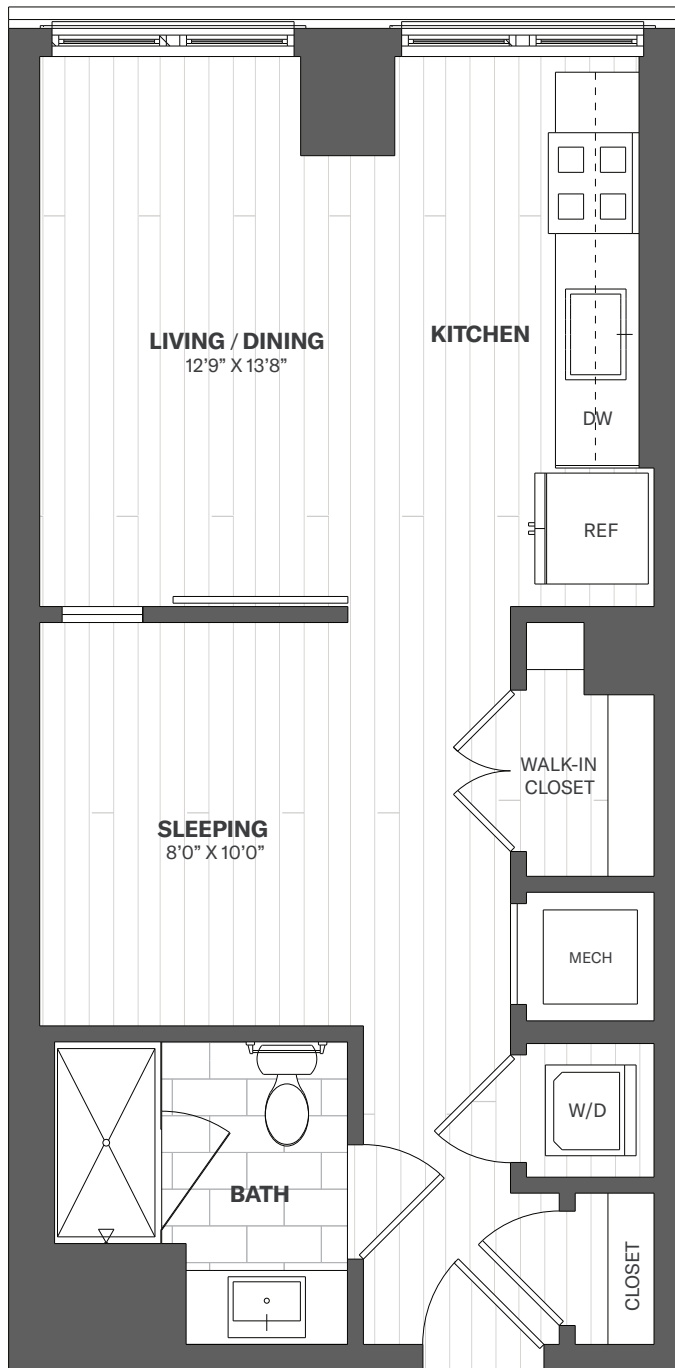 LIVING / DINING
12’9” X 13’8”
KITCHEN
DW
REF
WALK-IN
CLOSET
SLEEPING
8’0” X 10’0”
MECH
W/D
BATH
CLOSET